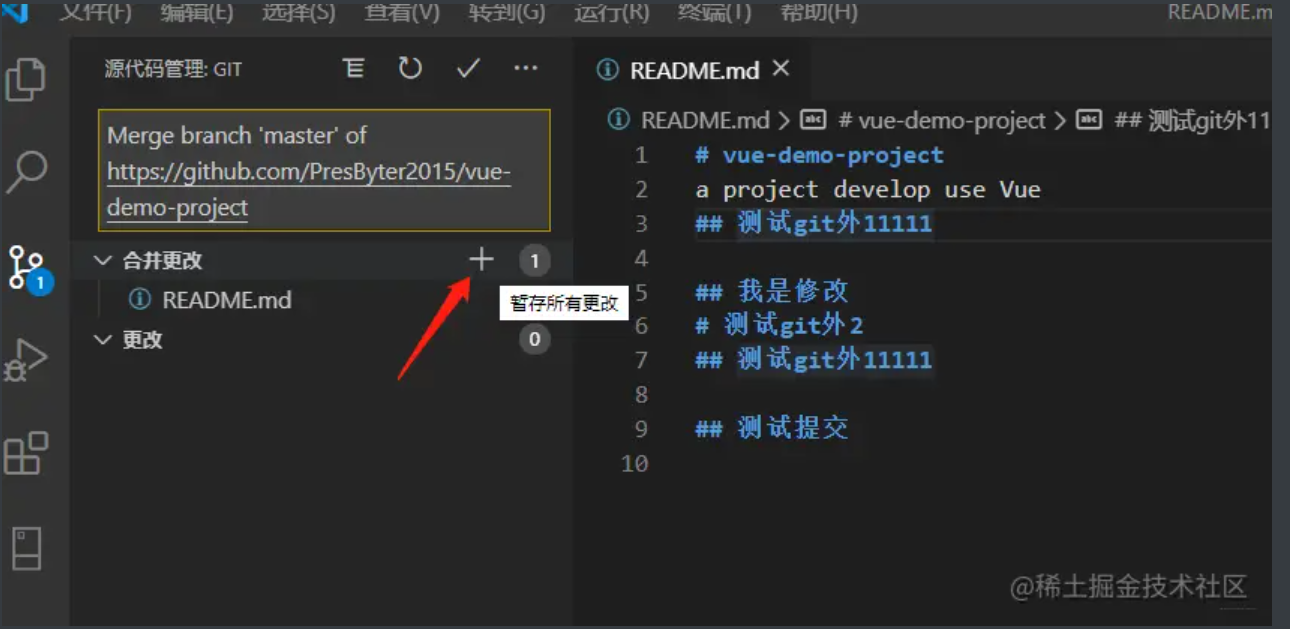 文件(F) 编辑(E) 选择(S) 查看(V) 转到(G) 运行(R) 终端(T) 帮助(H) README.m
源代码管理: GIT
README.md
Merge branch 'master' of
https://github.com/PresByter2015/vue-
demo-project
合并更改 1
暂存所有更改
README.md
更改 0
README.md > # vue-demo-project > ## 测试git外11
1 # vue-demo-project
2 a project develop use Vue
3 ## 测试git外11111
4
5 ## 我是修改
6 # 测试git外2
7 ## 测试git外11111
8
9 ## 测试提交
10
1
@稀土掘金技术社区